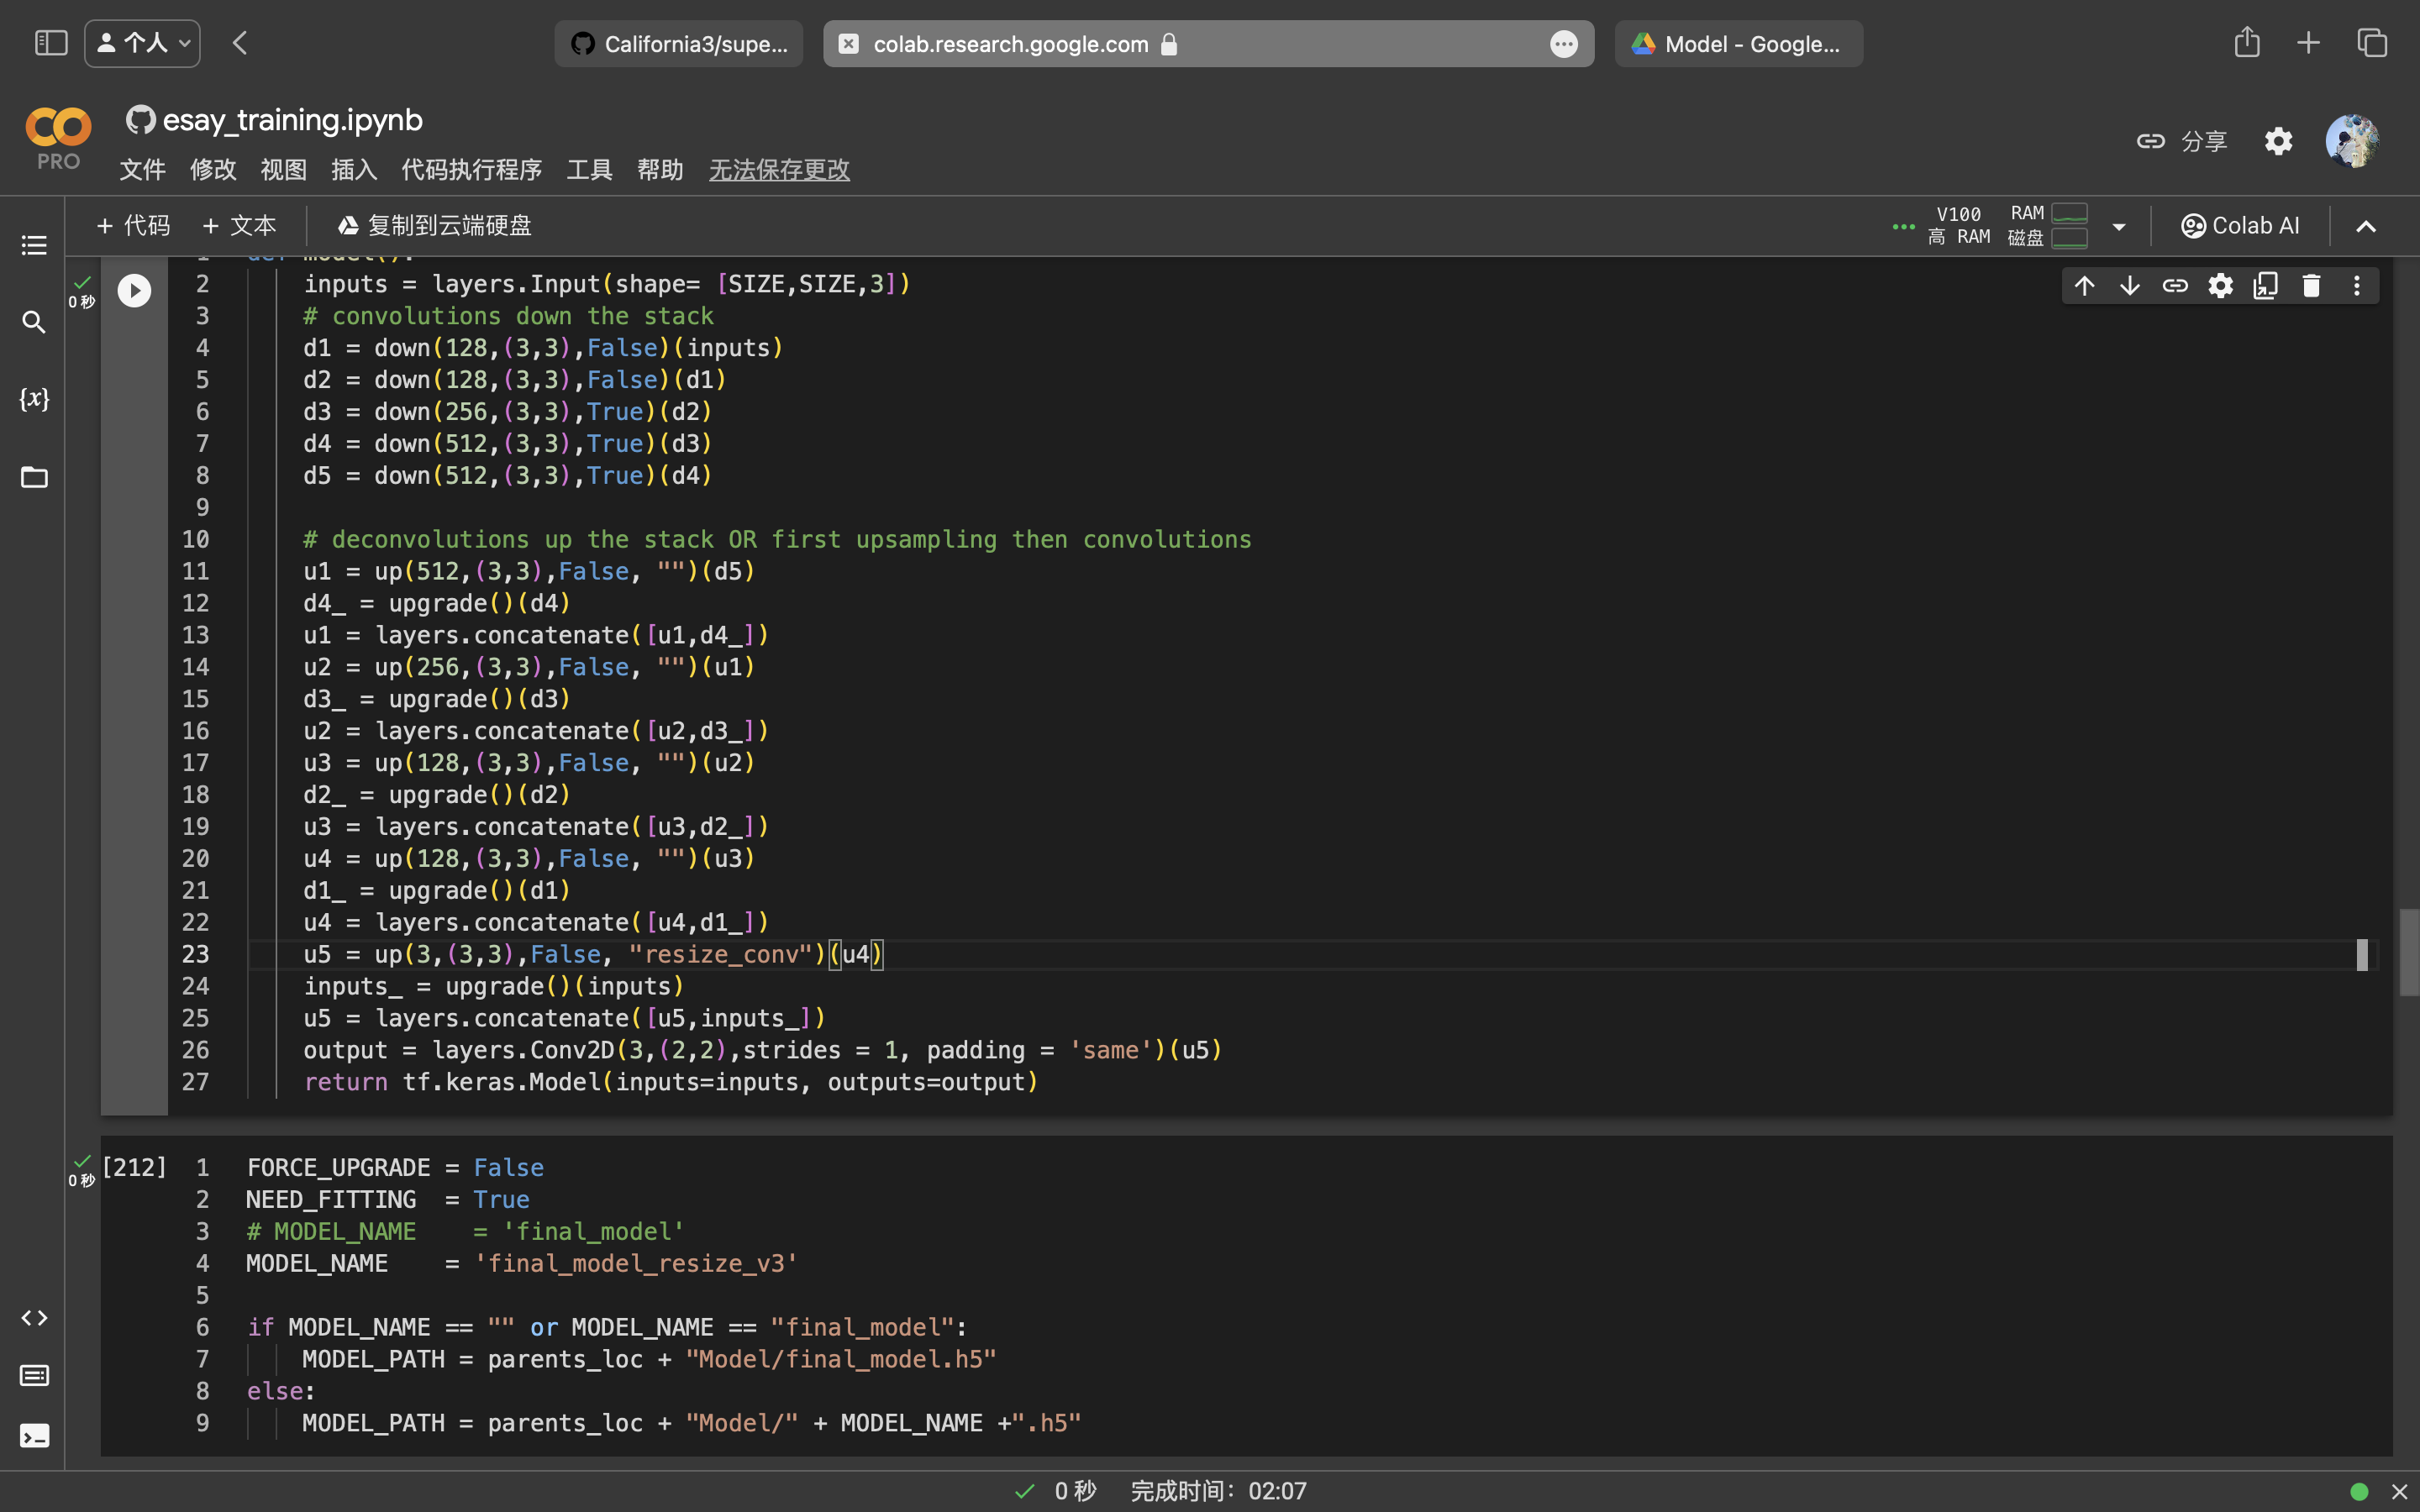 个人
California3/supe...
colab.research.google.com
Model - Google...
PRO
esay_training.ipynb
文件 修改 视图 插入 代码执行程序 工具 帮助 无法保存更改
分享
+ 代码 + 文本 复制到云端硬盘
V100 高 RAM
RAM 磁盘
Colab AI
{x}
0 秒
1 def model():
2 inputs = layers.Input(shape= [SIZE,SIZE,3])
3 # convolutions down the stack
4 d1 = down(128,(3,3),False)(inputs)
5 d2 = down(128,(3,3),False)(d1)
6 d3 = down(256,(3,3),True)(d2)
7 d4 = down(512,(3,3),True)(d3)
8 d5 = down(512,(3,3),True)(d4)
9
10 # deconvolutions up the stack OR first upsampling then convolutions
11 u1 = up(512,(3,3),False, "")(d5)
12 d4_ = upgrade()(d4)
13 u1 = layers.concatenate([u1,d4_])
14 u2 = up(256,(3,3),False, "")(u1)
15 d3_ = upgrade()(d3)
16 u2 = layers.concatenate([u2,d3_])
17 u3 = up(128,(3,3),False, "")(u2)
18 d2_ = upgrade()(d2)
19 u3 = layers.concatenate([u3,d2_])
20 u4 = up(128,(3,3),False, "")(u3)
21 d1_ = upgrade()(d1)
22 u4 = layers.concatenate([u4,d1_])
23 u5 = up(3,(3,3),False, "resize_conv")(u4)
24 inputs_ = upgrade()(inputs)
25 u5 = layers.concatenate([u5,inputs_])
26 output = layers.Conv2D(3,(2,2),strides = 1, padding = 'same')(u5)
27 return tf.keras.Model(inputs=inputs, outputs=output)
0 秒
[212] 1 FORCE_UPGRADE = False
2 NEED_FITTING = True
3 # MODEL_NAME = 'final_model'
4 MODEL_NAME = 'final_model_resize_v3'
5
6 if MODEL_NAME == "" or MODEL_NAME == "final_model":
7 MODEL_PATH = parents_loc + "Model/final_model.h5"
8 else:
9 MODEL_PATH = parents_loc + "Model/" + MODEL_NAME +".h5"
0 秒 完成时间：02:07